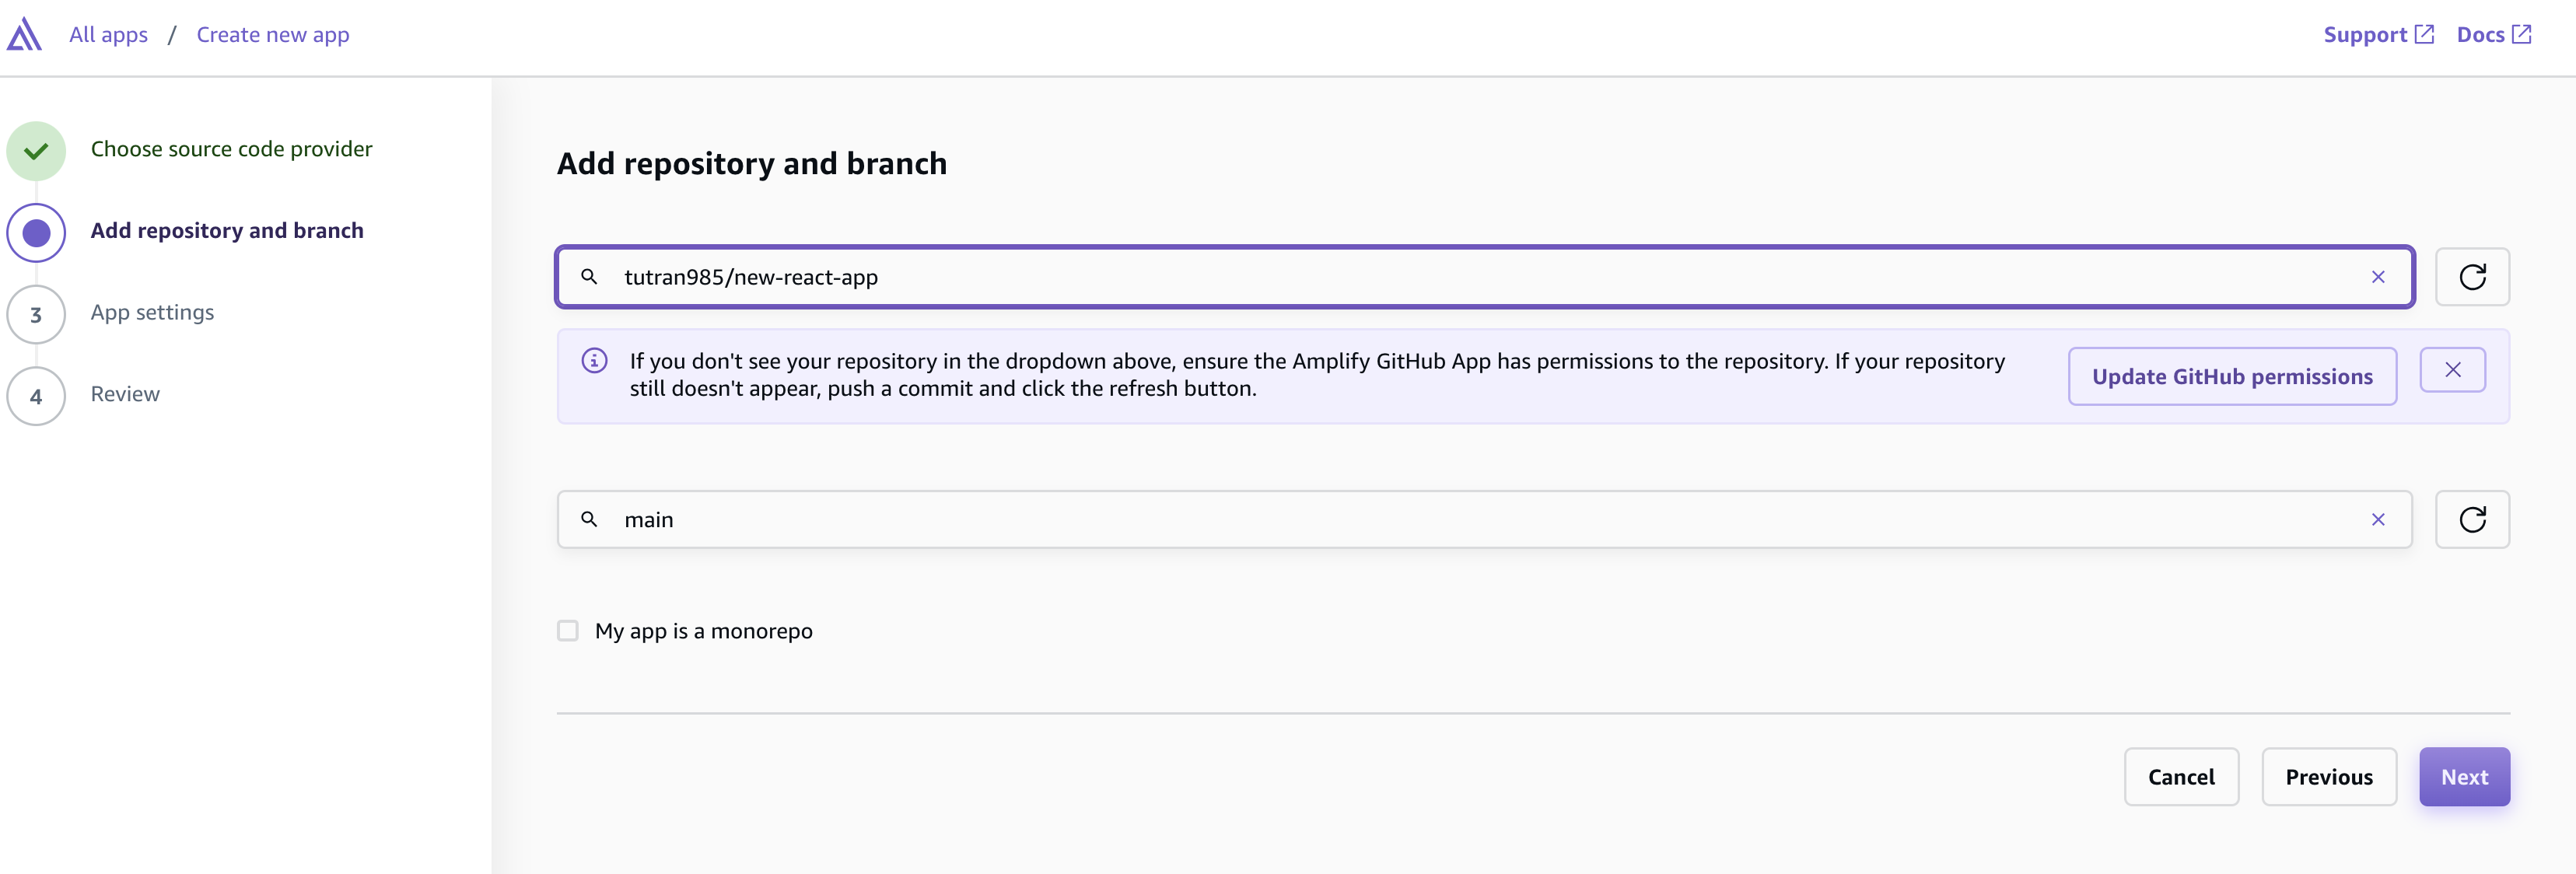 All apps / Create new app
Support Docs
Choose source code provider
Add repository and branch
3 App settings
4 Review
Add repository and branch
tutran985/new-react-app
If you don't see your repository in the dropdown above, ensure the Amplify GitHub App has permissions to the repository. If your repository
still doesn't appear, push a commit and click the refresh button.
Update GitHub permissions
main
My app is a monorepo
Cancel Previous Next